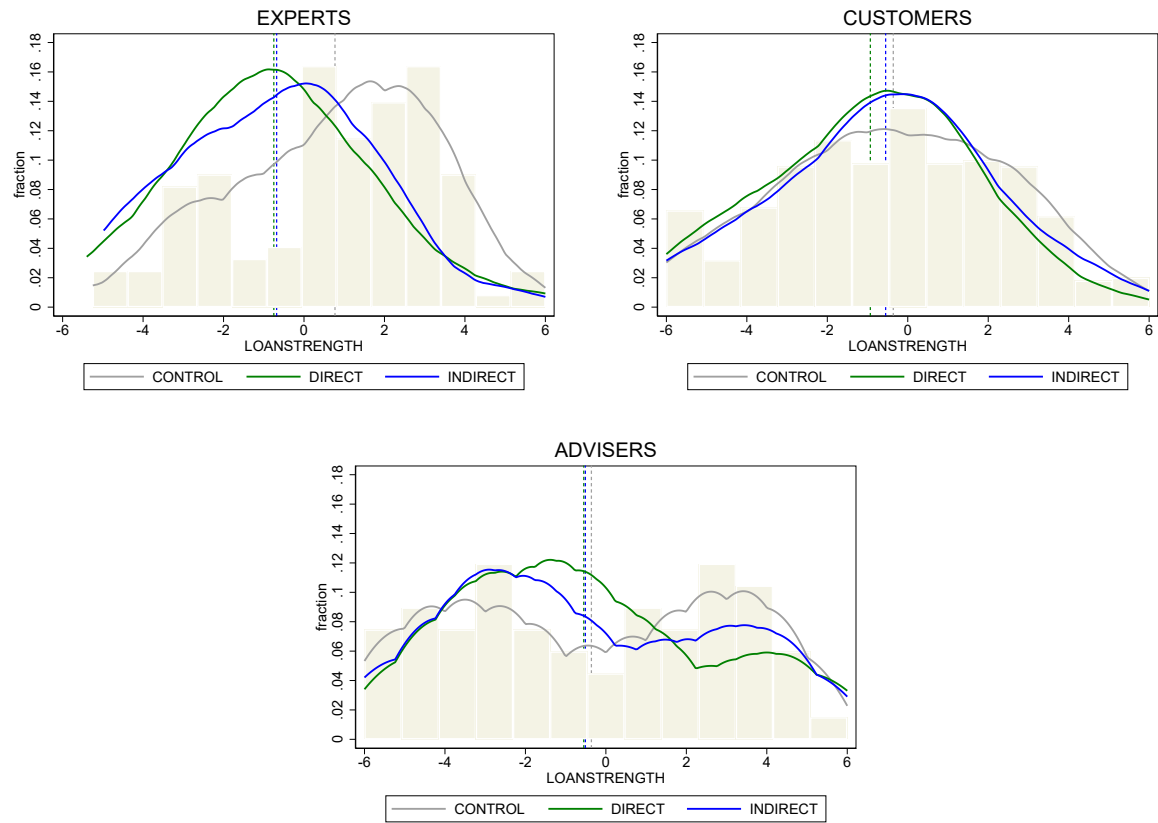 EXPERTS
fraction
0 .02 .04 .06 .08 .1 .12 .14 .16 .18
-6 -4 -2 0 2 4 6
LOANSTRENGTH
CONTROL DIRECT INDIRECT
CUSTOMERS
fraction
0 .02 .04 .06 .08 .1 .12 .14 .16 .18
-6 -4 -2 0 2 4 6
LOANSTRENGTH
CONTROL DIRECT INDIRECT
ADVISERS
fraction
0 .02 .04 .06 .08 .1 .12 .14 .16 .18
-6 -4 -2 0 2 4 6
LOANSTRENGTH
CONTROL DIRECT INDIRECT